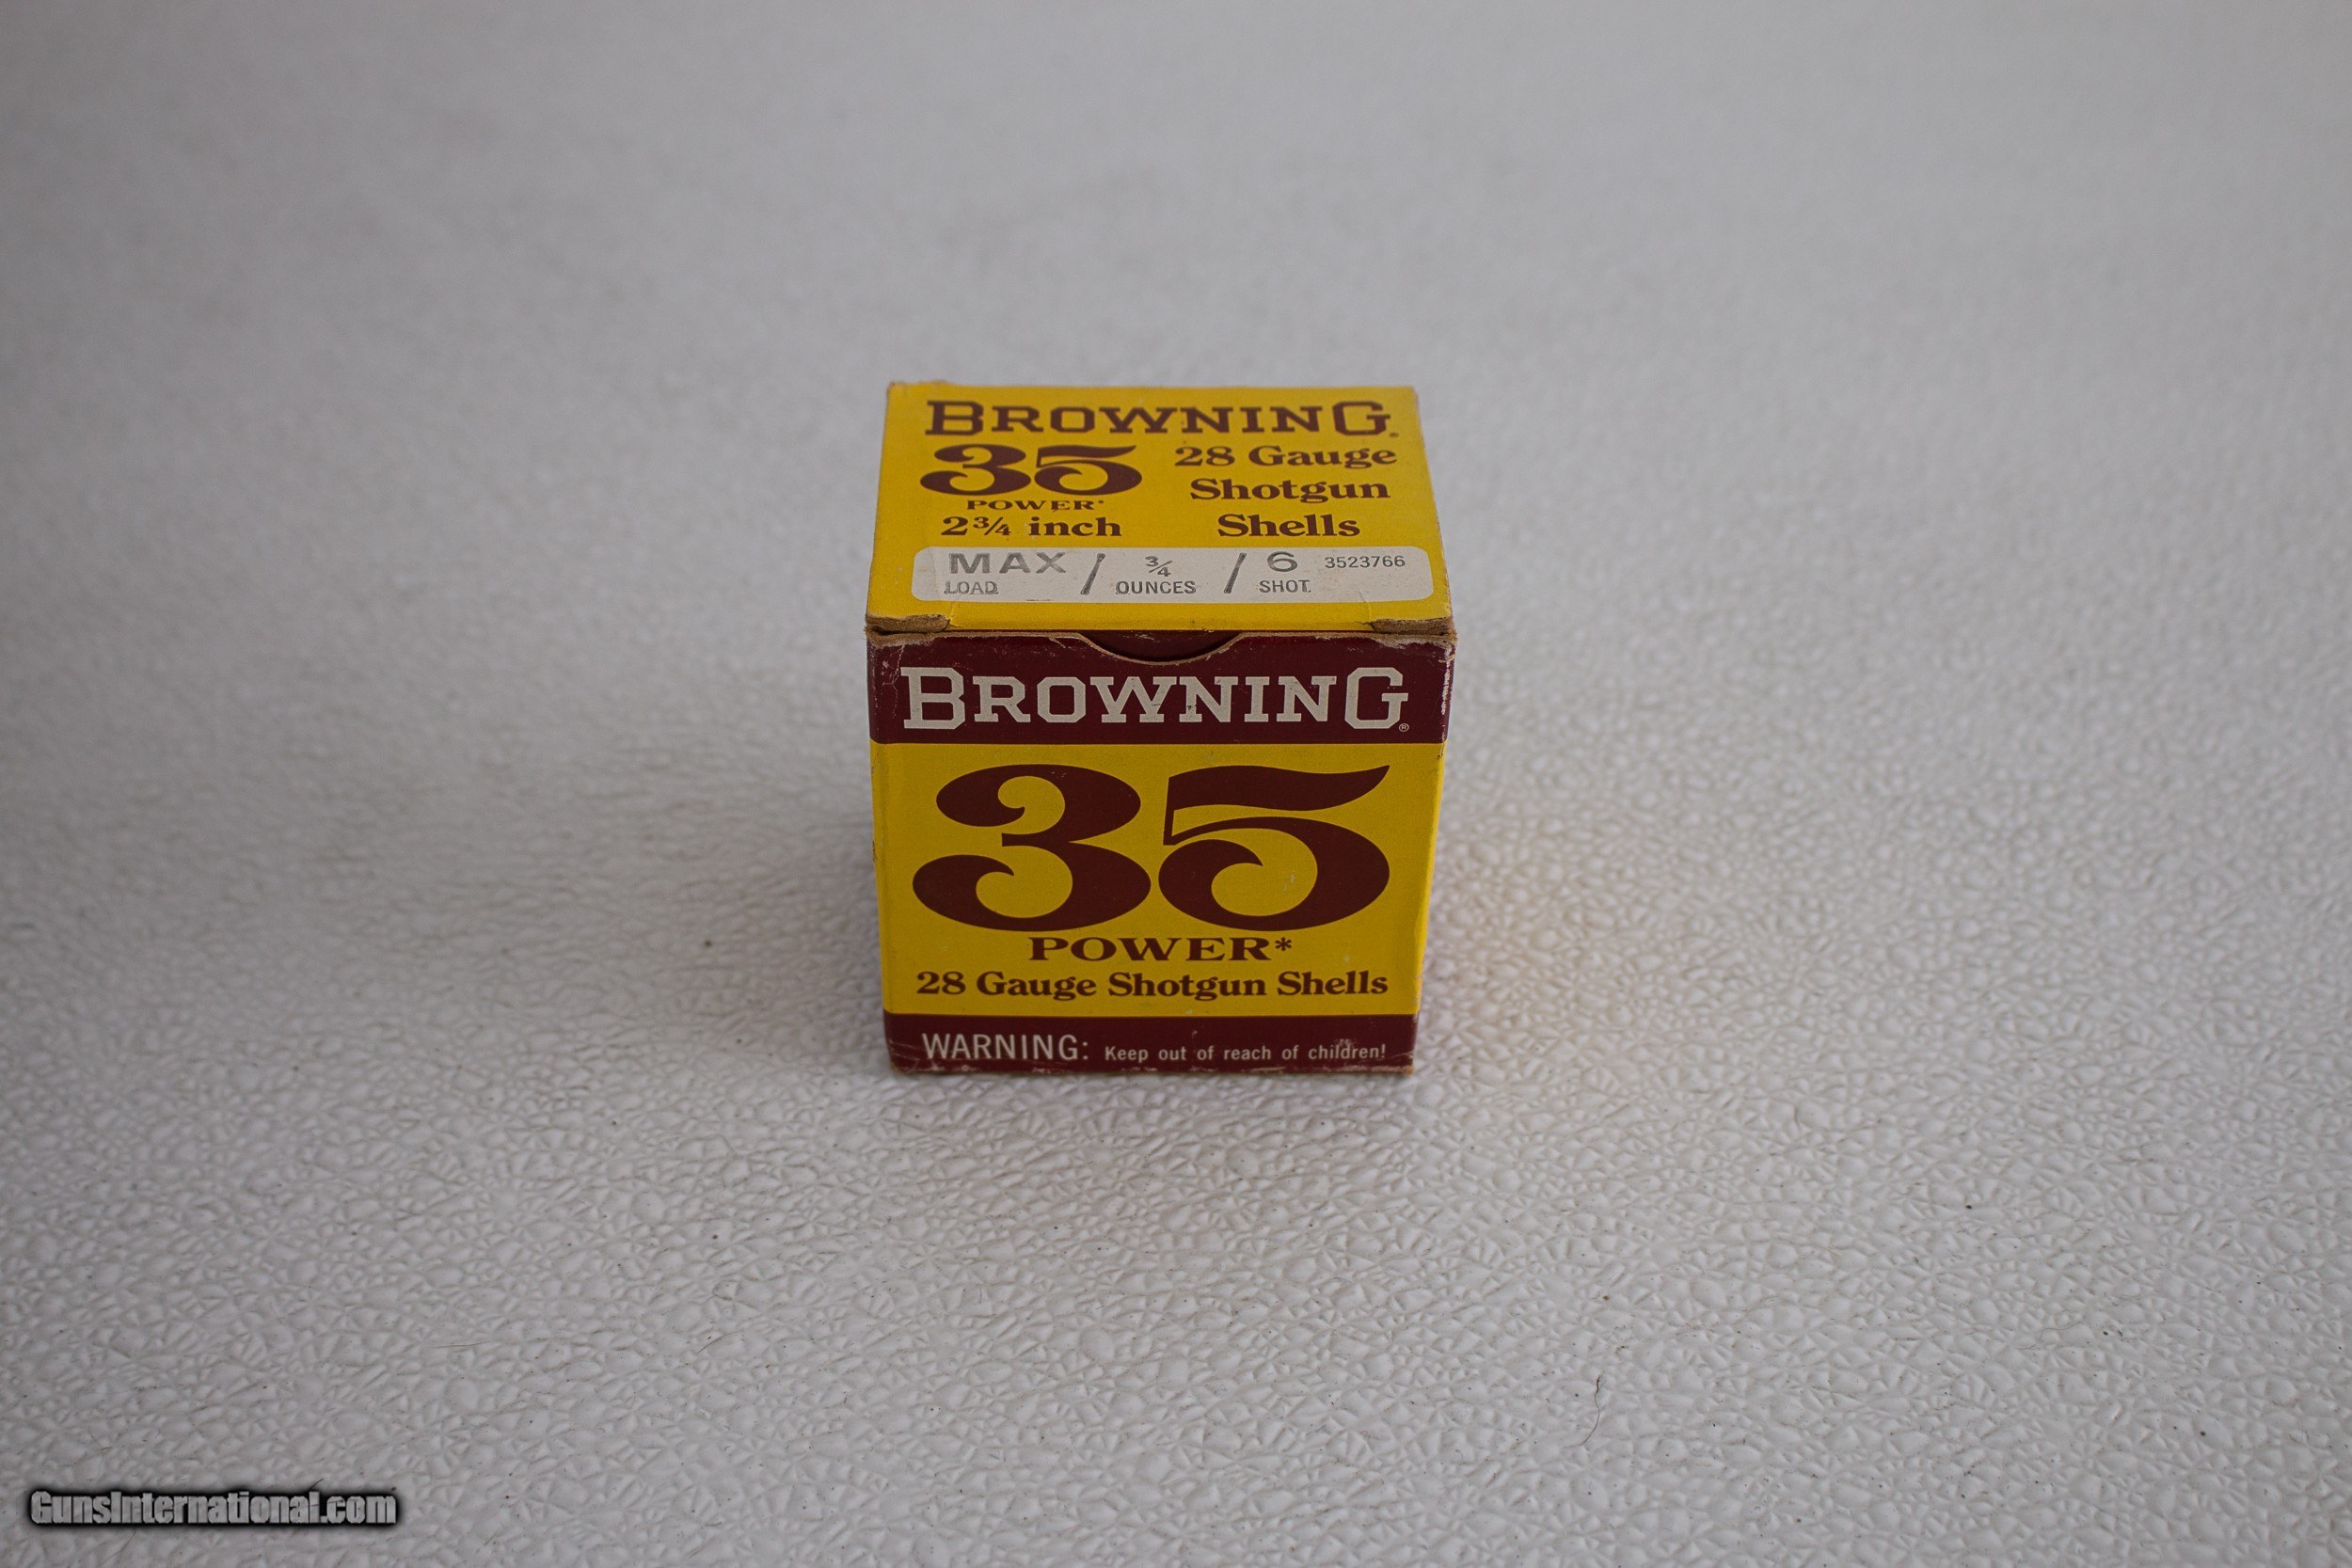 BROWNING
35 28 Gauge
POWER* Shotgun
2¾ inch Shells
MAX / ¾ / 6 3523766
LOAD OUNCES SHOT
BROWNING®
35
POWER*
28 Gauge Shotgun Shells
WARNING: Keep out of reach of children!
GunsInternational.com